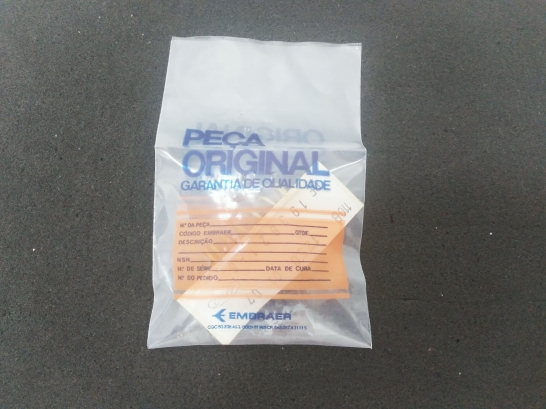 PEÇA
ORIGINAL
GARANTIA DE QUALIDADE
Nº DA PEÇA
CÓDIGO EMBRAER QTDE
DESCRIÇÃO
NSN
Nº DE SÉRIE DATA DE CURA
Nº DO PEDIDO
EMBRAER